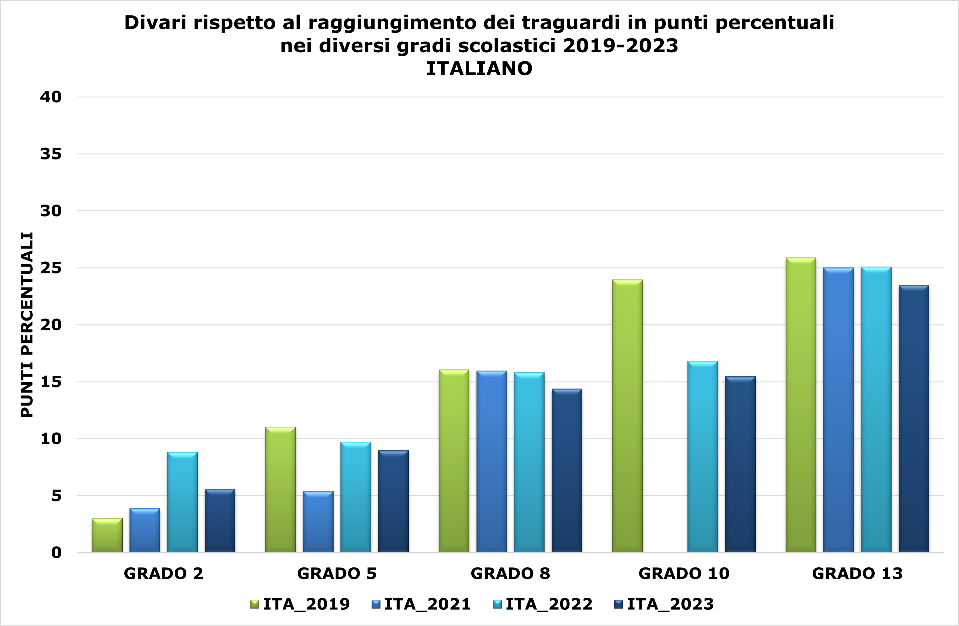 Divari rispetto al raggiungimento dei traguardi in punti percentuali
nei diversi gradi scolastici 2019-2023
ITALIANO
40
35
30
25
20
15
10
5
0
PUNTI PERCENTUALI
GRADO 2
GRADO 5
GRADO 8
GRADO 10
GRADO 13
ITA_2019
ITA_2021
ITA_2022
ITA_2023